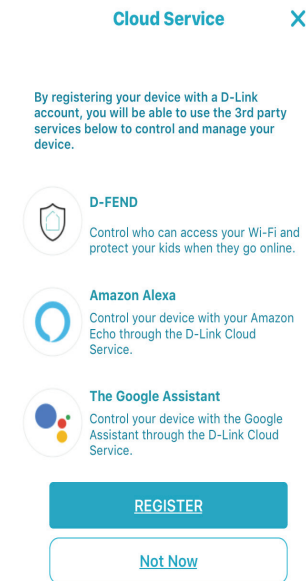 Cloud Service
By registering your device with a D-Link
account, you will be able to use the 3rd party
services below to control and manage your
device.
D-FEND
Control who can access your Wi-Fi and
protect your kids when they go online.
Amazon Alexa
Control your device with your Amazon
Echo through the D-Link Cloud
Service.
The Google Assistant
Control your device with the Google
Assistant through the D-Link Cloud
Service.
REGISTER
Not Now